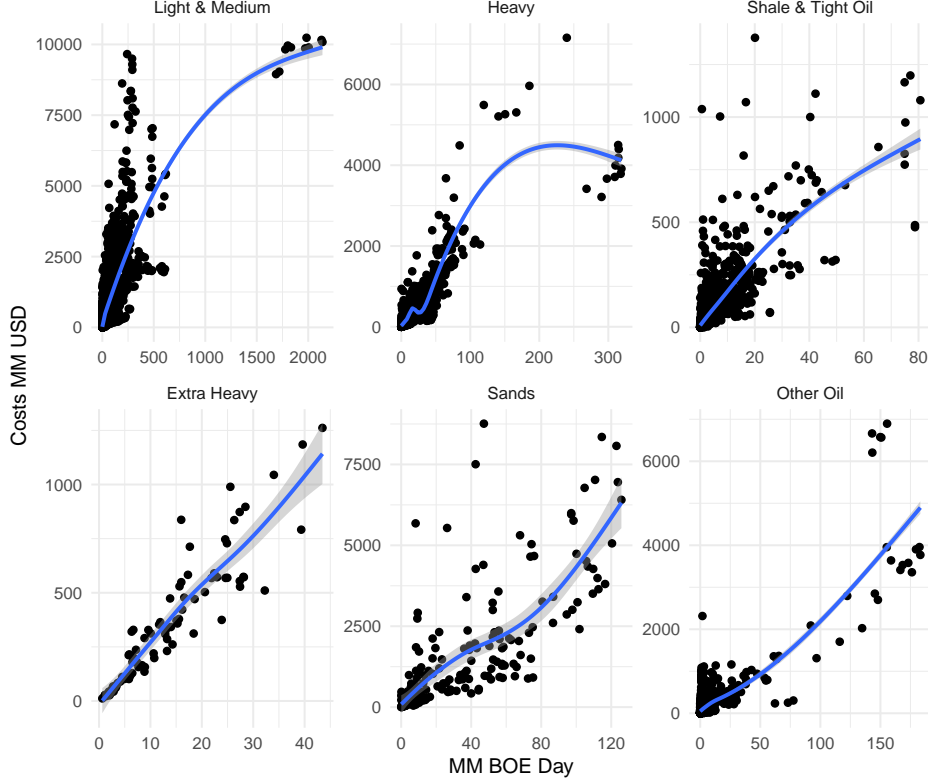 Light & Medium
Heavy
Shale & Tight Oil
10000
7500
5000
2500
0
0 500 1000 1500 2000
6000
4000
2000
0
0 100 200 300
1000
500
0
0 20 40 60 80
Costs MM USD
Extra Heavy
Sands
Other Oil
1000
500
0
0 10 20 30 40
7500
5000
2500
0
0 40 80 120
6000
4000
2000
0
0 50 100 150
MM BOE Day